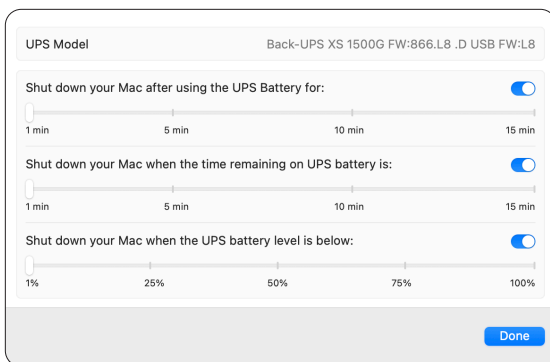 UPS Model Back-UPS XS 1500G FW:866.L8 .D USB FW:L8
Shut down your Mac after using the UPS Battery for:
1 min 5 min 10 min 15 min
Shut down your Mac when the time remaining on UPS battery is:
1 min 5 min 10 min 15 min
Shut down your Mac when the UPS battery level is below:
1% 25% 50% 75% 100%
Done